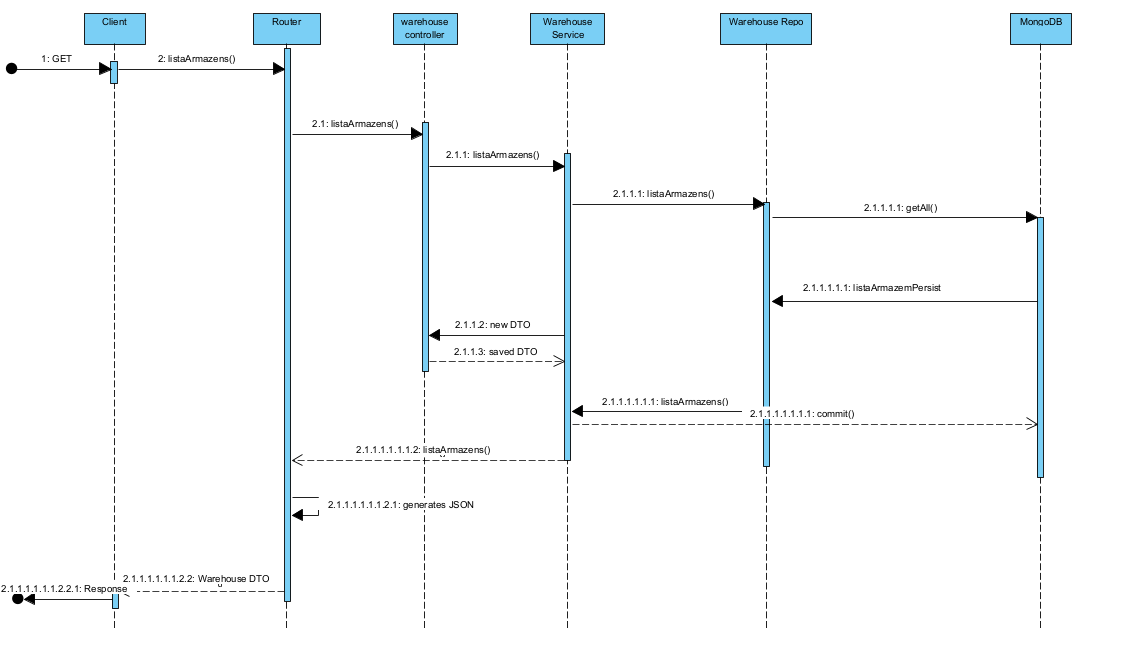 Client
Router
warehouse
controller
Warehouse
Service
Warehouse Repo
MongoDB
1: GET
2: listaArmazens()
2.1: listaArmazens()
2.1.1: listaArmazens()
2.1.1.1: listaArmazens()
2.1.1.1.1: getAll()
2.1.1.1.1.1: listaArmazemPersist
2.1.1.2: new DTO
2.1.1.3: saved DTO
2.1.1.1.1.1.1: listaArmazens()
2.1.1.1.1.1.1.1: commit()
2.1.1.1.1.1.1.2: listaArmazens()
2.1.1.1.1.1.1.2.1: generates JSON
2.1.1.1.1.1.1.2.2: Warehouse DTO
2.1.1.1.1.1.1.2.2.1: Response